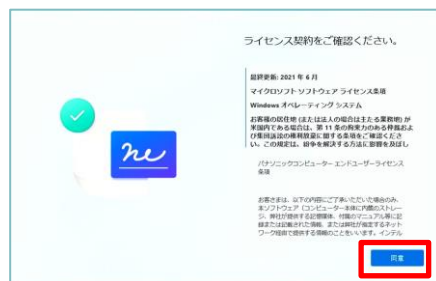 ライセンス契約をご確認ください。
最終更新: 2021 年 6 月
マイクロソフト ソフトウェア ライセンス条項
Windows オペレーティング システム
お客様の居住地 (または法人の場合は主たる業務地) が
米国内である場合は、第 11 条の拘束力のある仲裁およ
び集団訴訟の権利放棄に関する条項をご確認くださ
い。この規定は、紛争を解決する方法に影響を及ぼし
パナソニックコンピューター エンドユーザーライセンス
条項
お客さまは、以下の内容にご了承いただいた場合のみ、
本ソフトウェア (コンピューター本体に内蔵のストレー
ジ、弊社が提供する記憶媒体、付属のマニュアル等に記
録または記載された情報、または弊社が指定するネット
ワーク経由で提供する情報のことをいいます。インテル
同意